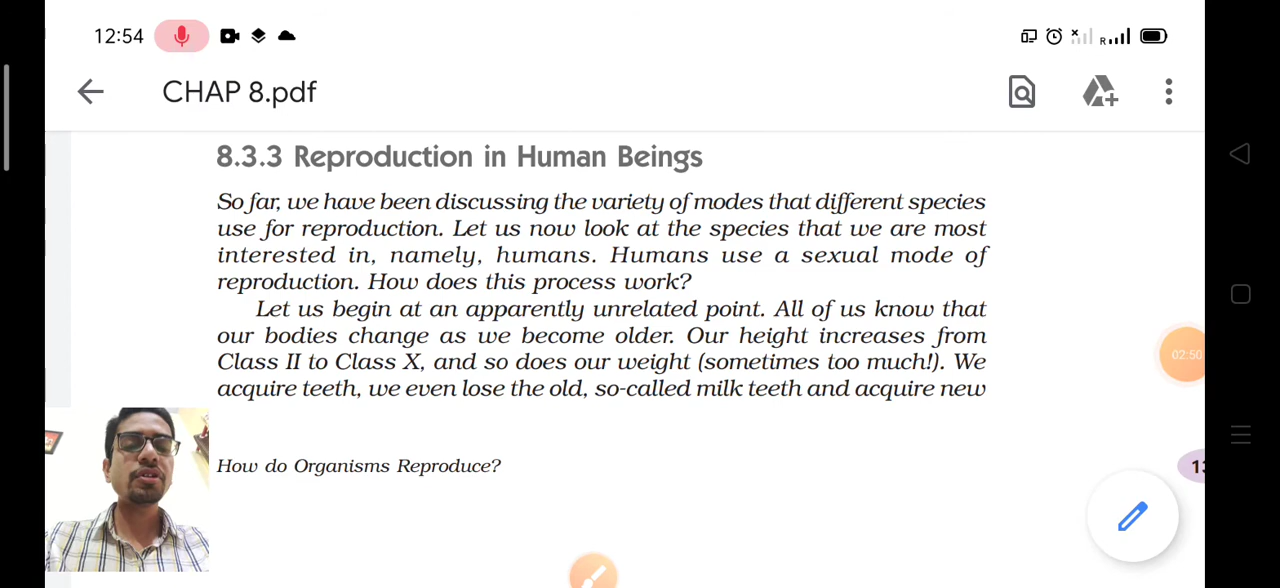 12:54
CHAP 8.pdf
8.3.3 Reproduction in Human Beings
So far, we have been discussing the variety of modes that different species
use for reproduction. Let us now look at the species that we are most
interested in, namely, humans. Humans use a sexual mode of
reproduction. How does this process work?
Let us begin at an apparently unrelated point. All of us know that
our bodies change as we become older. Our height increases from
Class II to Class X, and so does our weight (sometimes too much!). We
acquire teeth, we even lose the old, so-called milk teeth and acquire new
02:50
How do Organisms Reproduce?